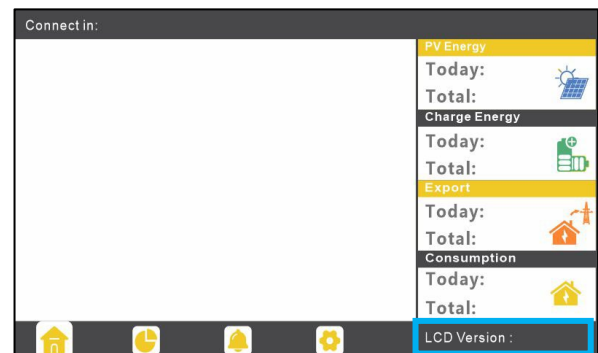 Connect in:
PV Energy
Today:
Total:
Charge Energy
Today:
Total:
Export
Today:
Total:
Consumption
Today:
Total:
LCD Version :